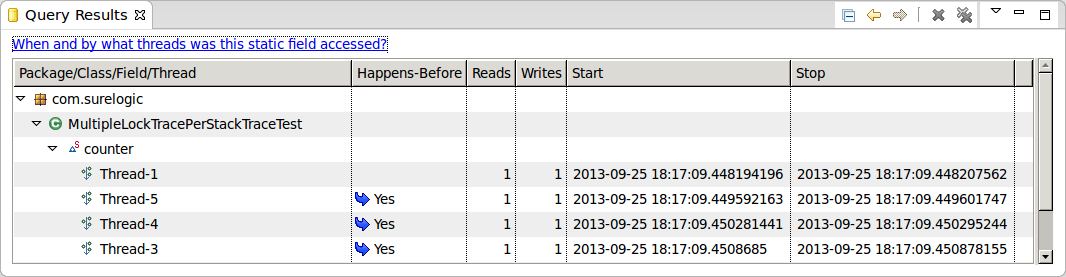 Query Results
When and by what threads was this static field accessed?
Package/Class/Field/Thread Happens-Before Reads Writes Start Stop
com.surelogic
C MultipleLockTracePerStackTraceTest
S counter
Thread-1 1 1 2013-09-25 18:17:09.448194196 2013-09-25 18:17:09.448207562
Thread-5 Yes 1 1 2013-09-25 18:17:09.449592163 2013-09-25 18:17:09.449601747
Thread-4 Yes 1 1 2013-09-25 18:17:09.450281441 2013-09-25 18:17:09.450295244
Thread-3 Yes 1 1 2013-09-25 18:17:09.4508685 2013-09-25 18:17:09.450878155